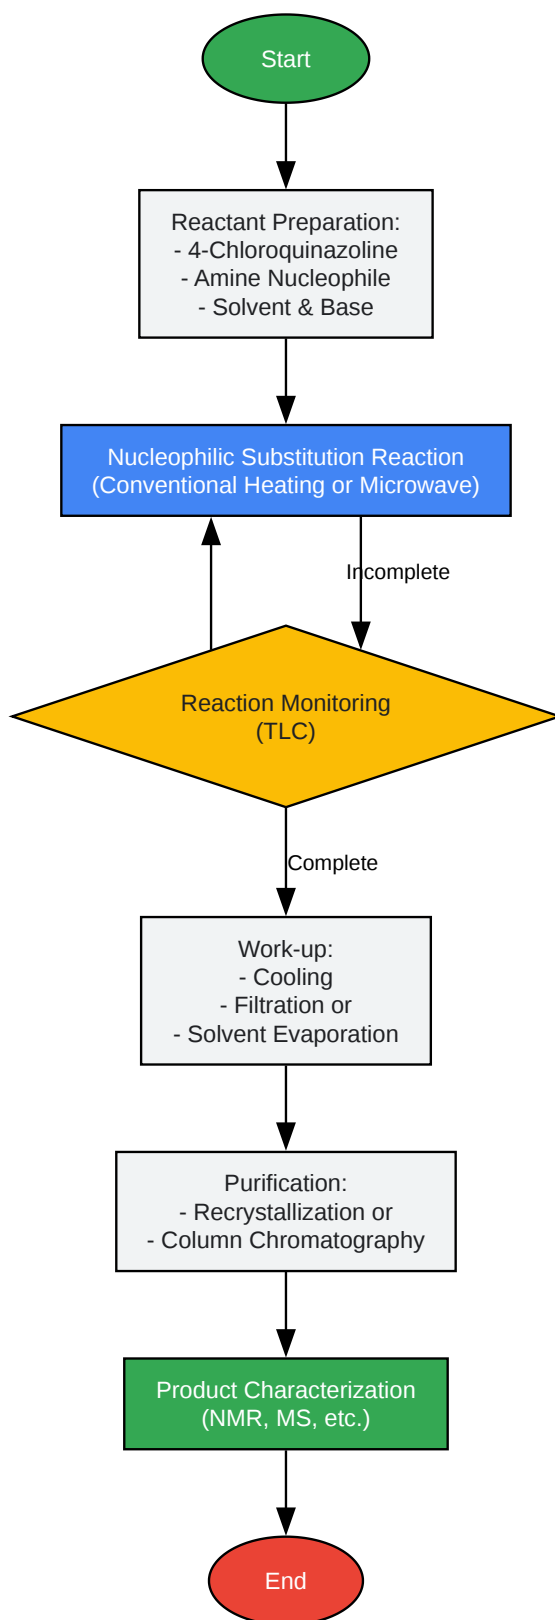 Start
Reactant Preparation:
- 4-Chloroquinazoline
- Amine Nucleophile
- Solvent & Base
Nucleophilic Substitution Reaction
(Conventional Heating or Microwave)
Incomplete
Reaction Monitoring
(TLC)
Complete
Work-up:
- Cooling
- Filtration or
- Solvent Evaporation
Purification:
- Recrystallization or
- Column Chromatography
Product Characterization
(NMR, MS, etc.)
End